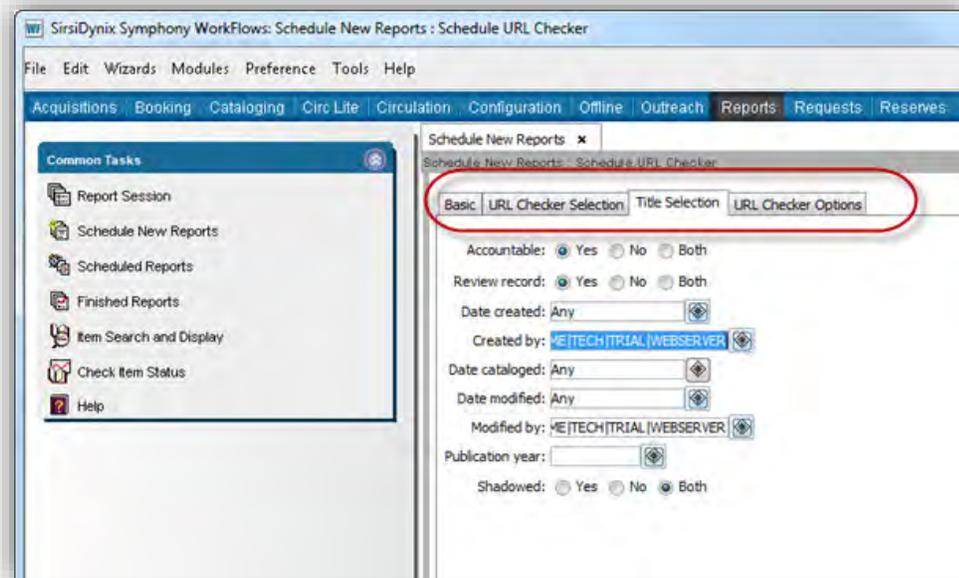 SirsiDynix Symphony WorkFlows: Schedule New Reports : Schedule URL Checker
File Edit Wizards Modules Preference Tools Help
Acquisitions Booking Cataloging Circ Lite Circulation Configuration Offline Outreach Reports Requests Reserves
Common Tasks
Report Session
Schedule New Reports
Scheduled Reports
Finished Reports
Item Search and Display
Check Item Status
Help
Schedule New Reports
Schedule New Reports : Schedule URL Checker
Basic URL Checker Selection Title Selection URL Checker Options
Accountable: Yes No Both
Review record: Yes No Both
Date created: Any
Created by: ME|TECH|TRIAL|WEBSERVER
Date cataloged: Any
Date modified: Any
Modified by: ME|TECH|TRIAL|WEBSERVER
Publication year:
Shadowed: Yes No Both